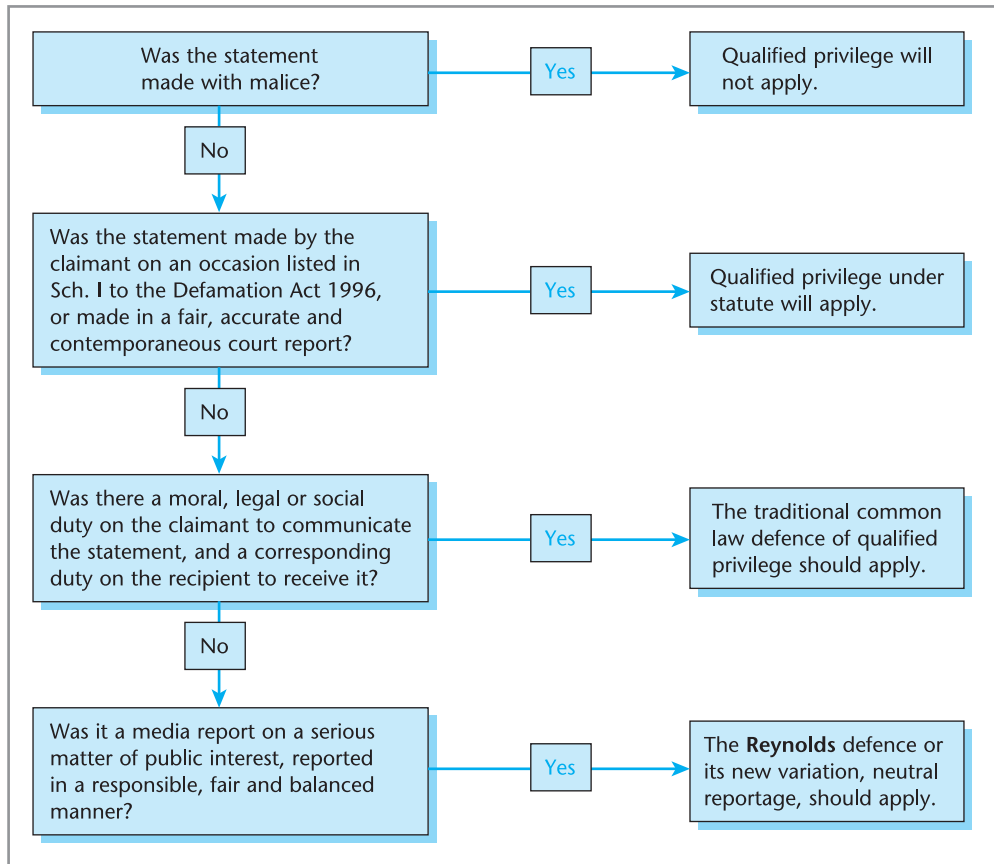 Was the statement
made with malice?
Yes
Qualified privilege will
not apply.
No
Was the statement made by the
claimant on an occasion listed in
Sch. I to the Defamation Act 1996,
or made in a fair, accurate and
contemporaneous court report?
Yes
Qualified privilege under
statute will apply.
No
Was there a moral, legal or social
duty on the claimant to communicate
the statement, and a corresponding
duty on the recipient to receive it?
Yes
The traditional common
law defence of qualified
privilege should apply.
No
Was it a media report on a serious
matter of public interest, reported
in a responsible, fair and balanced
manner?
Yes
The Reynolds defence or
its new variation, neutral
reportage, should apply.